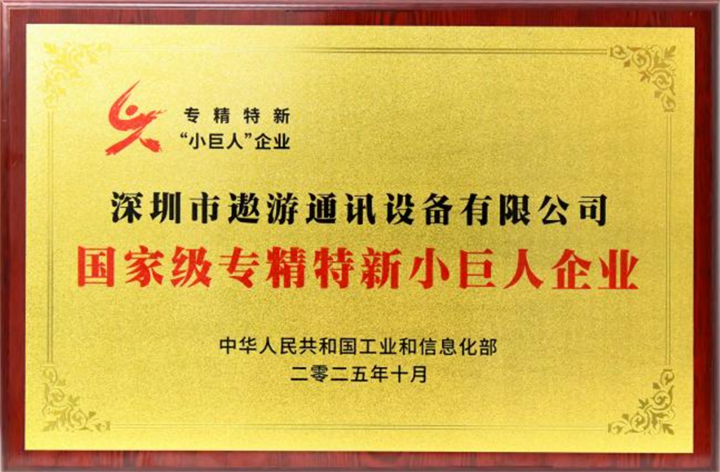 专精特新
“小巨人”企业
深圳市遨游通讯设备有限公司
国家级专精特新小巨人企业
中华人民共和国工业和信息化部
二零二五年十月